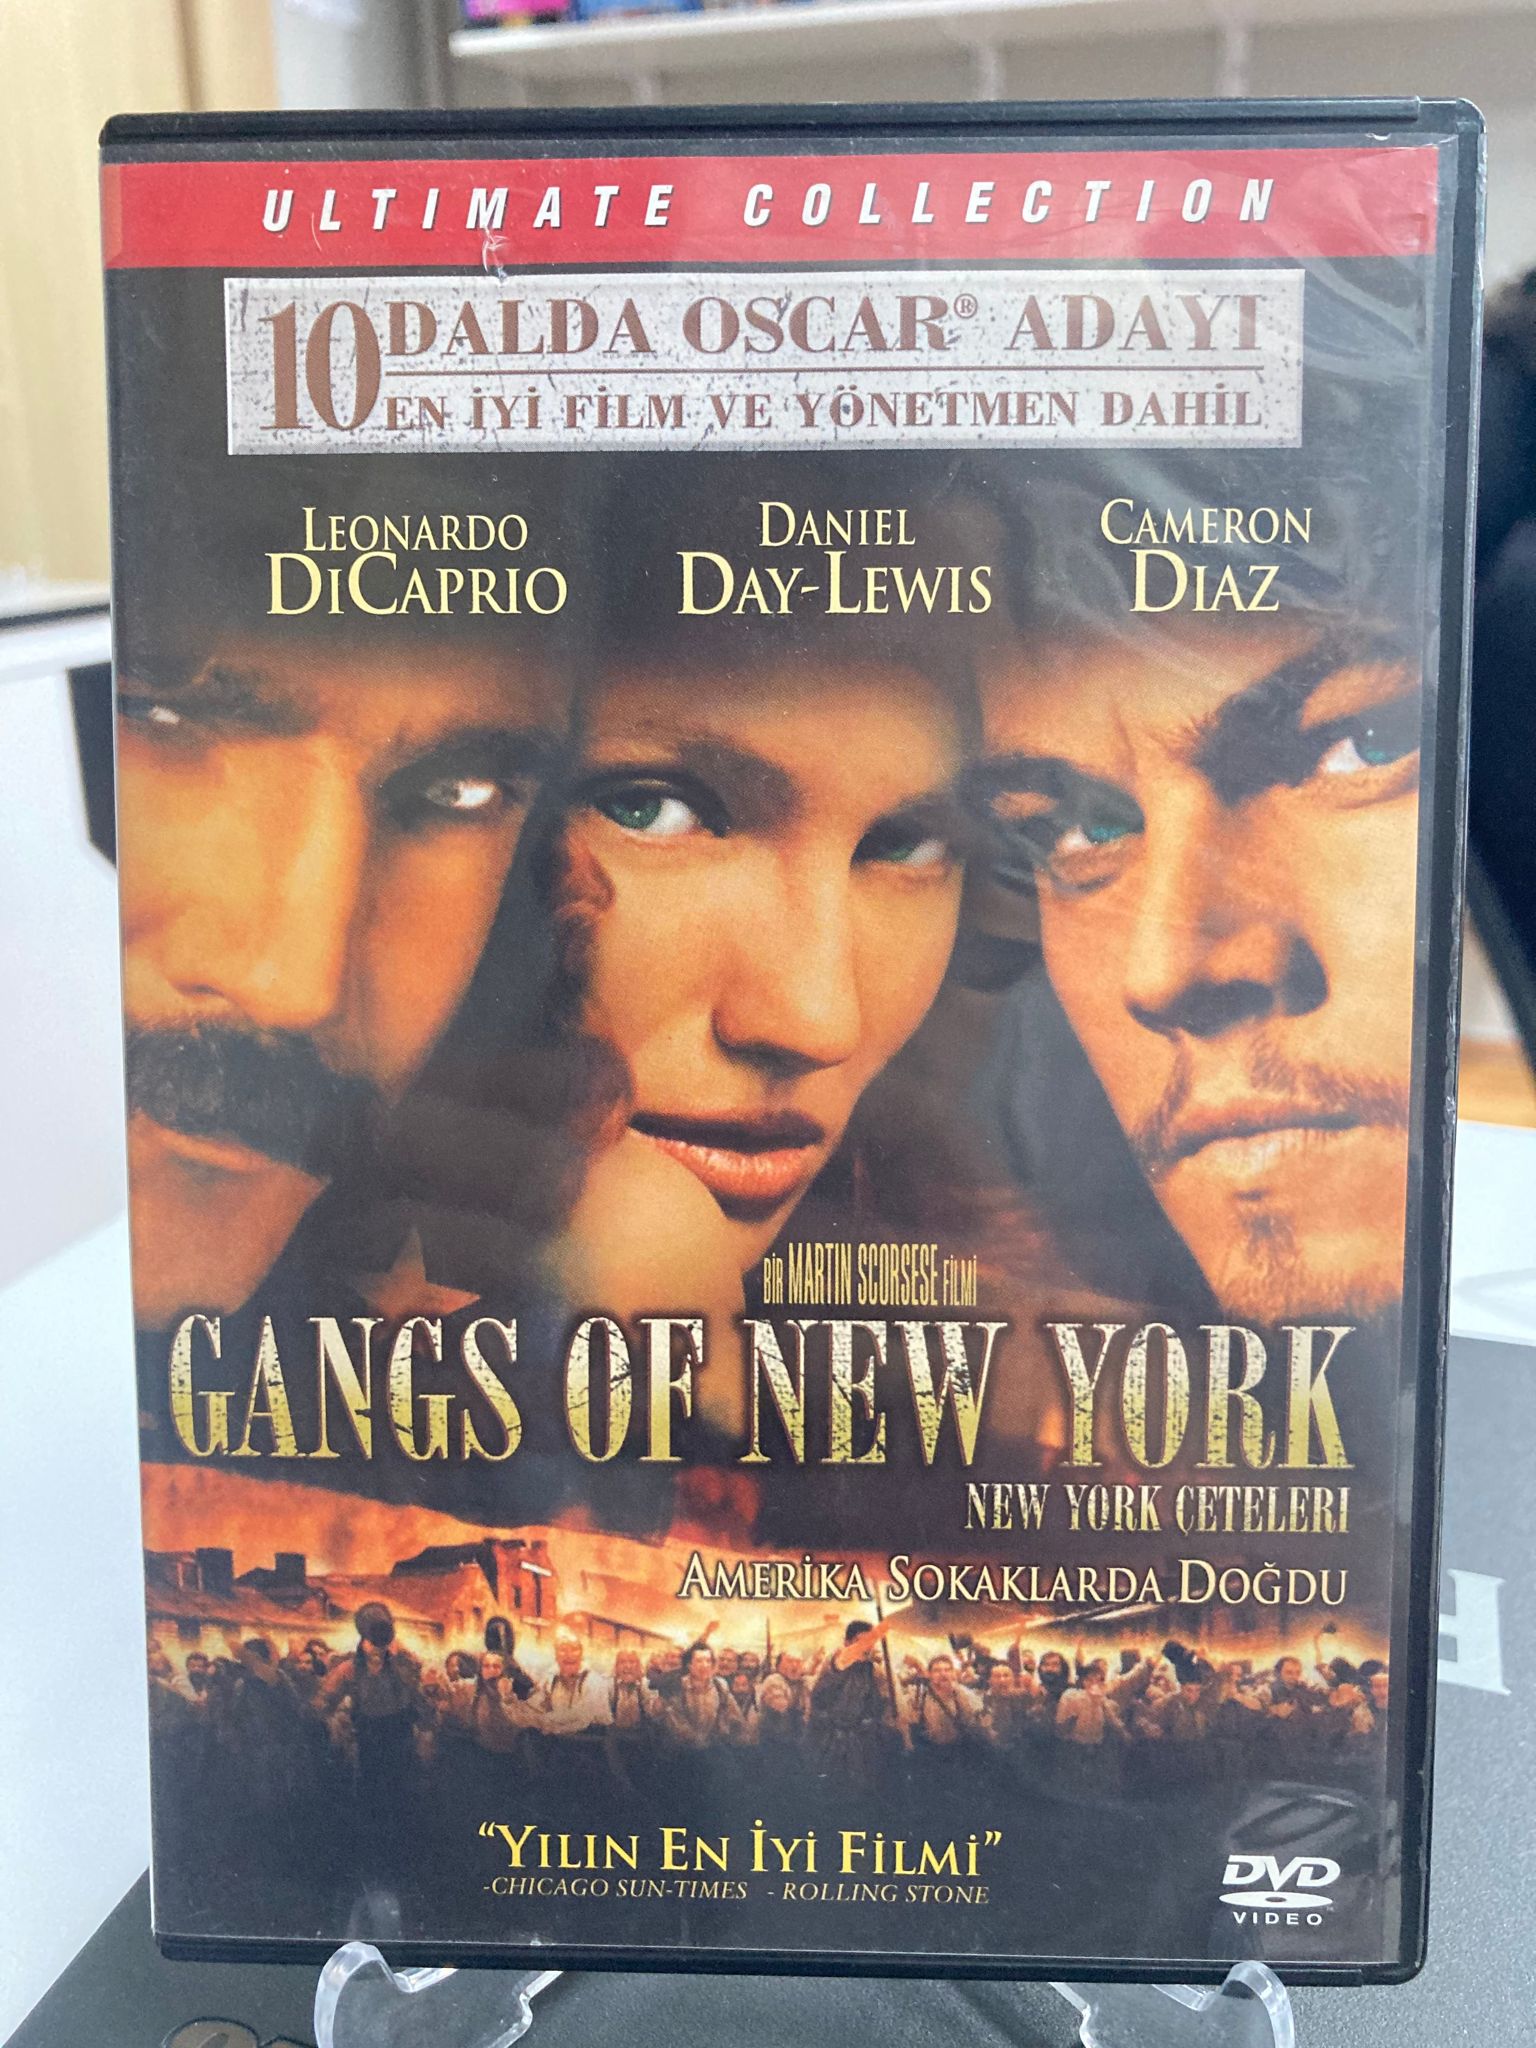 ULTIMATE COLLECTION
10 DALDA OSCAR® ADAYI
EN İYİ FİLM VE YÖNETMEN DAHİL
LEONARDO DICAPRIO
DANIEL DAY-LEWIS
CAMERON DIAZ
BİR MARTIN SCORSESE FİLMİ
GANGS OF NEW YORK
NEW YORK ÇETELERI
AMERİKA SOKAKLARDA DOĞDU
“YILIN EN İYİ FİLMİ”
-CHICAGO SUN-TIMES - ROLLING STONE
DVD
VIDEO